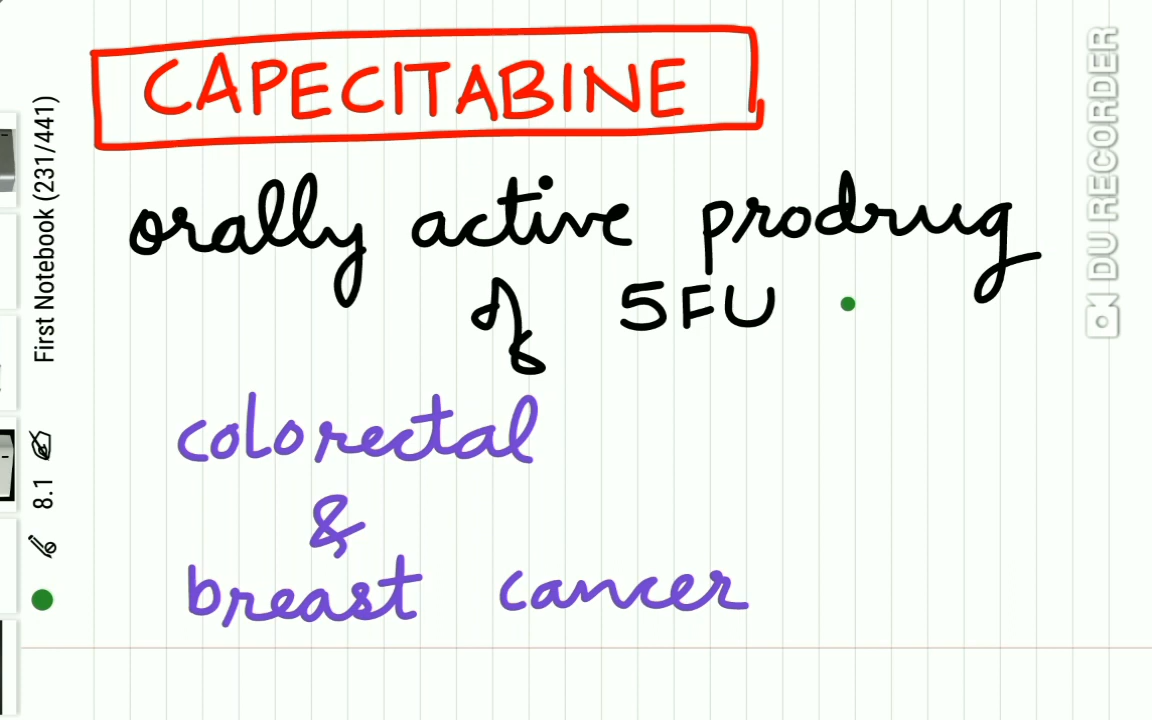 CAPECITABINE
orally active prodrug
of 5FU
colorectal
&
breast cancer
First Notebook (231/441)
8.1
DU RECORDER